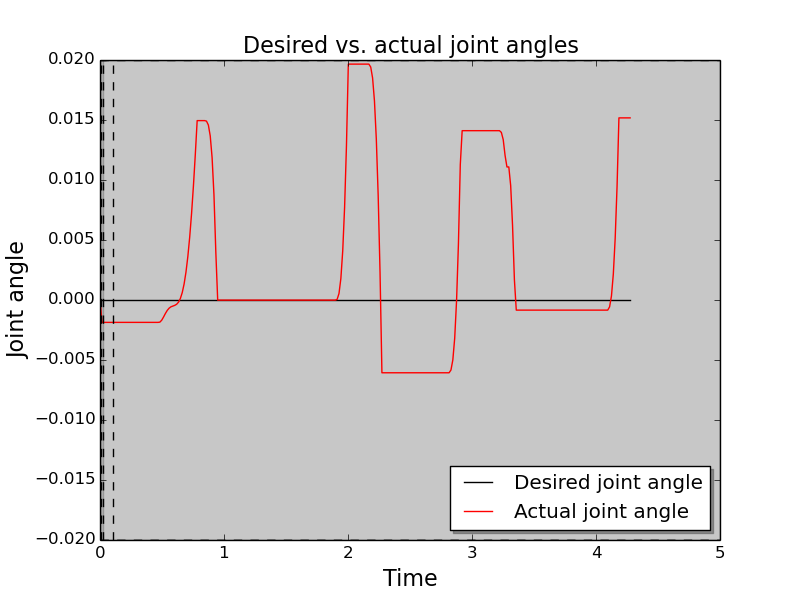 Desired vs. actual joint angles
0.020
0.015
0.010
0.005
0.000
−0.005
−0.010
−0.015
−0.020
Joint angle
0 1 2 3 4 5
Time
Desired joint angle
Actual joint angle